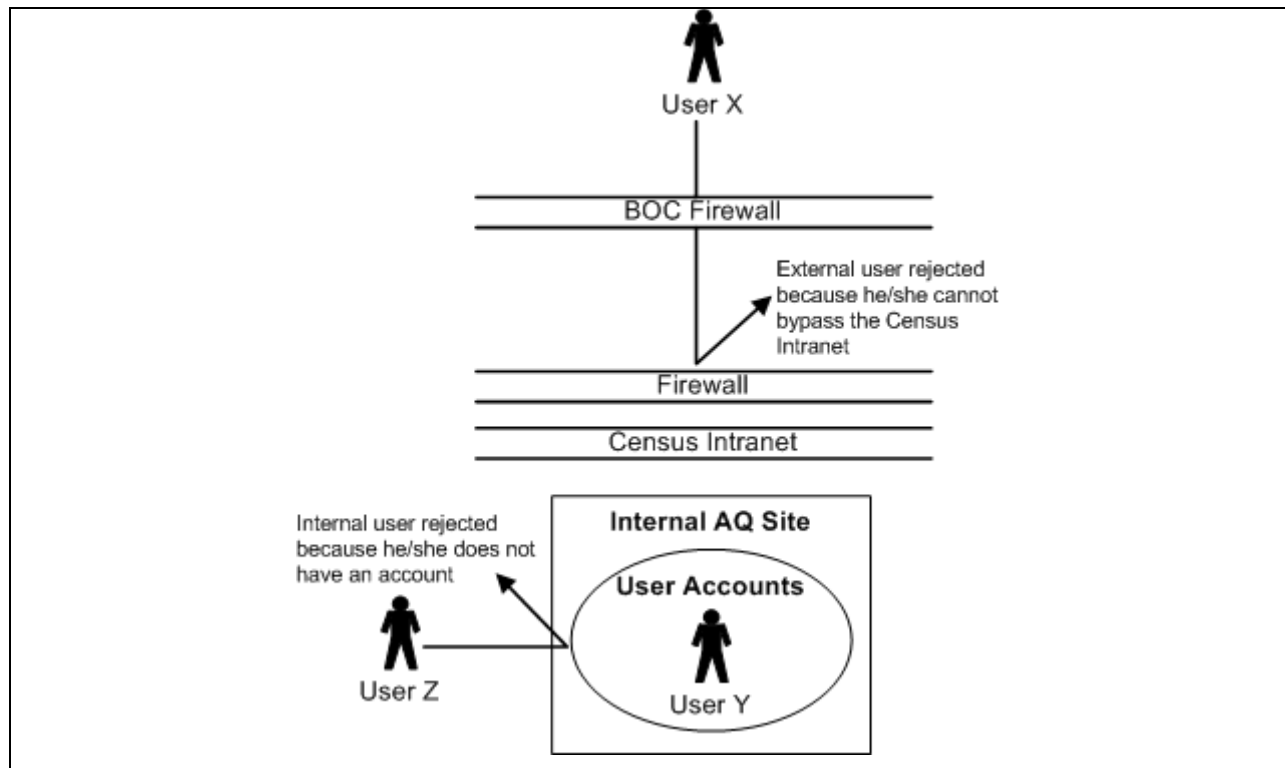 User X
BOC Firewall
External user rejected
because he/she cannot
bypass the Census
Intranet
Firewall
Census Intranet
Internal AQ Site
Internal user rejected
because he/she does not
have an account
User Accounts
User Z
User Y